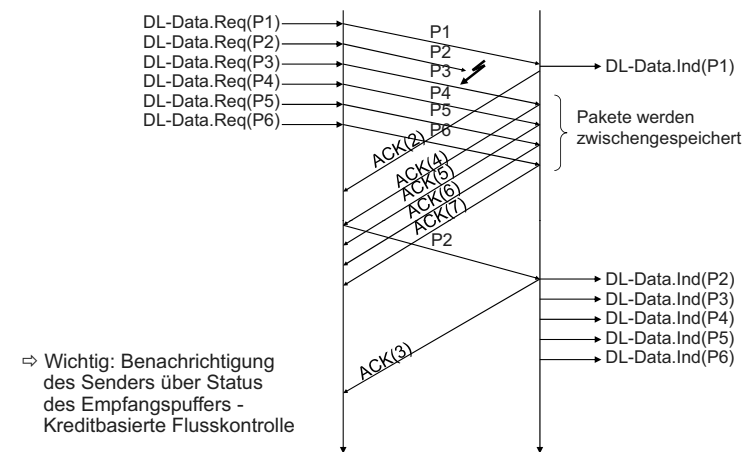 DL-Data.Req(P1)
DL-Data.Req(P2)
DL-Data.Req(P3)
DL-Data.Req(P4)
DL-Data.Req(P5)
DL-Data.Req(P6)
P1
P2
P3
P4
P5
P6
DL-Data.Ind(P1)
Pakete werden
zwischengespeichert
ACK(2)
ACK(4)
ACK(5)
ACK(6)
ACK(7)
P2
DL-Data.Ind(P2)
DL-Data.Ind(P3)
DL-Data.Ind(P4)
DL-Data.Ind(P5)
DL-Data.Ind(P6)
ACK(3)
⇨ Wichtig: Benachrichtigung
des Senders über Status
des Empfangspuffers -
Kreditbasierte Flusskontrolle